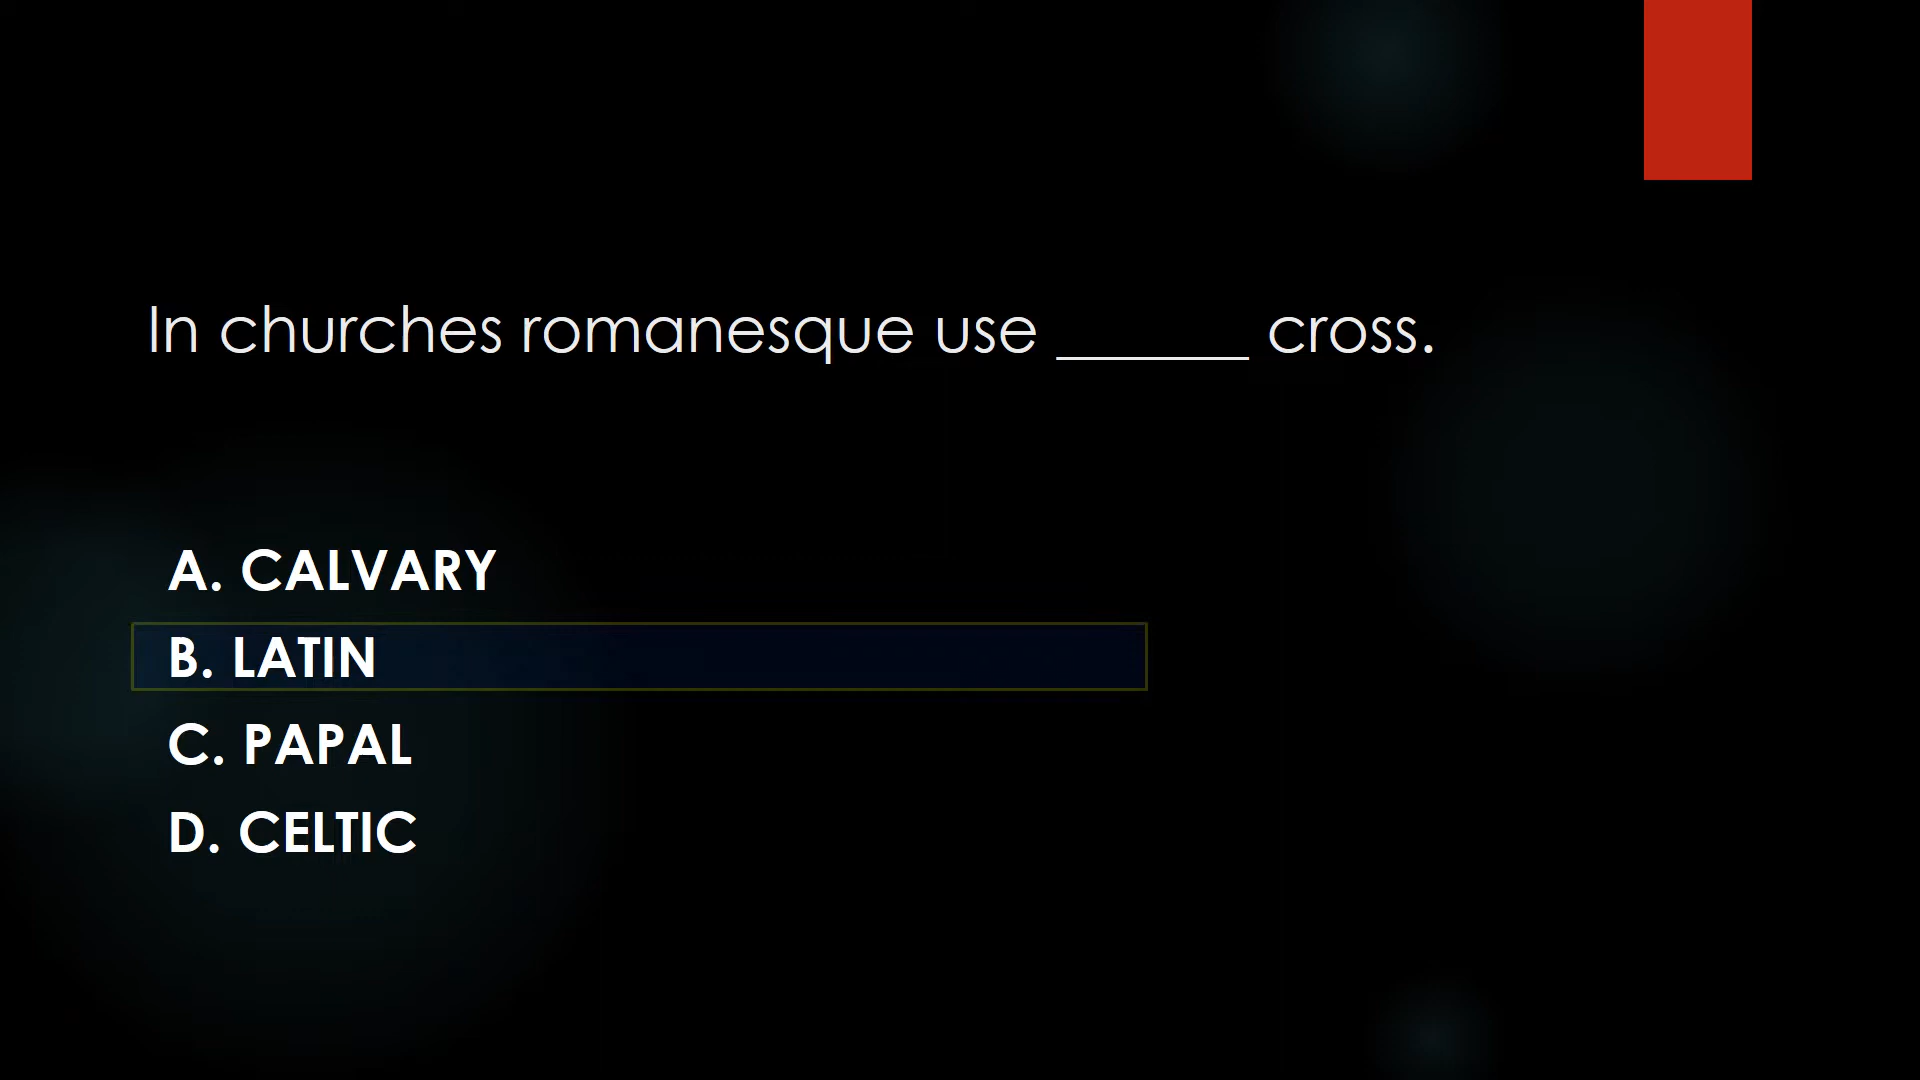 In churches romanesque use ______ cross.
A. CALVARY
B. LATIN
C. PAPAL
D. CELTIC